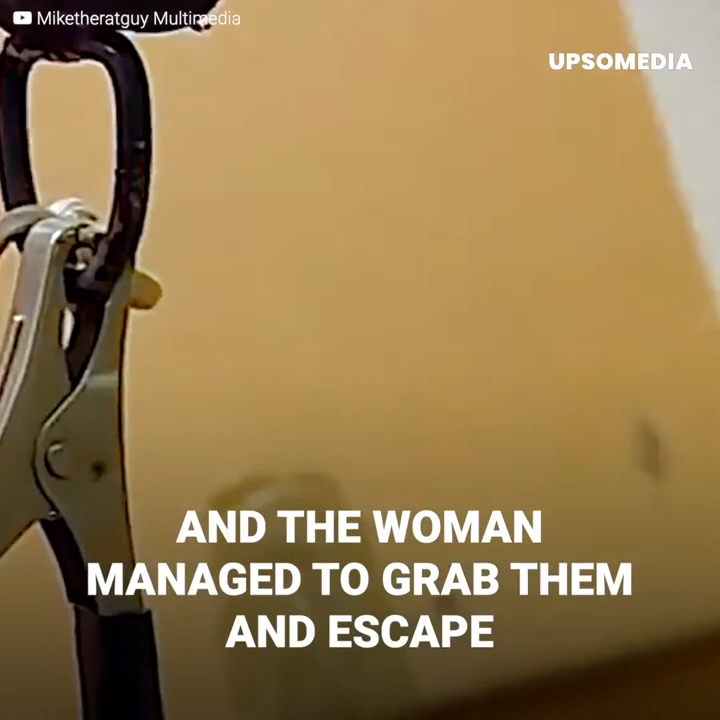 Miketheratguy Multimedia
UPSOMEDIA
AND THE WOMAN
MANAGED TO GRAB THEM
AND ESCAPE